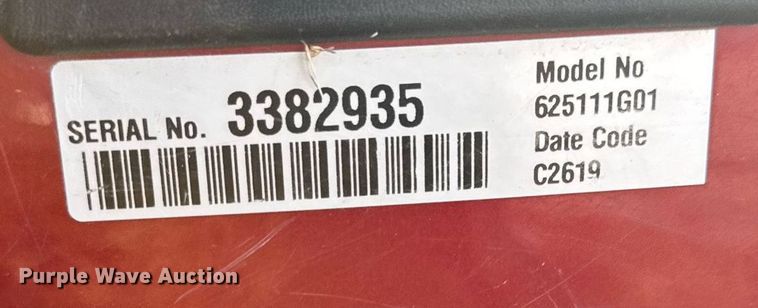 SERIAL No. 3382935
Model No
625111G01
Date Code
C2619
Purple Wave Auction